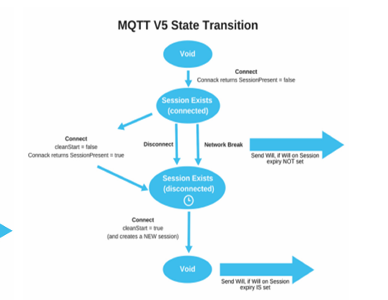 MQTT V5 State Transition
Void
Connect
Connack returns SessionPresent = false
Session Exists
(connected)
Connect
cleanStart = false
Connack returns SessionPresent = true
Disconnect
Network Break
Send Will, if Will on Session
expiry NOT set
Session Exists
(disconnected)
Connect
cleanStart = true
(and creates a NEW session)
Void
Send Will, if Will on Session
expiry IS set